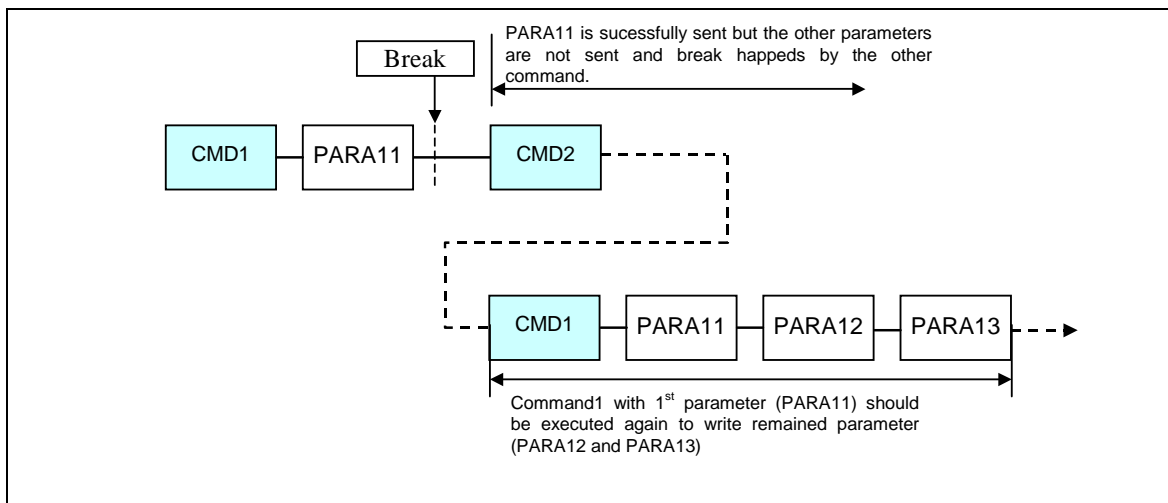 PARA11 is sucessfully sent but the other parameters
are not sent and break happeds by the other
command.
Break
CMD1
PARA11
CMD2
CMD1
PARA11
PARA12
PARA13
Command1 with 1st parameter (PARA11) should
be executed again to write remained parameter
(PARA12 and PARA13)